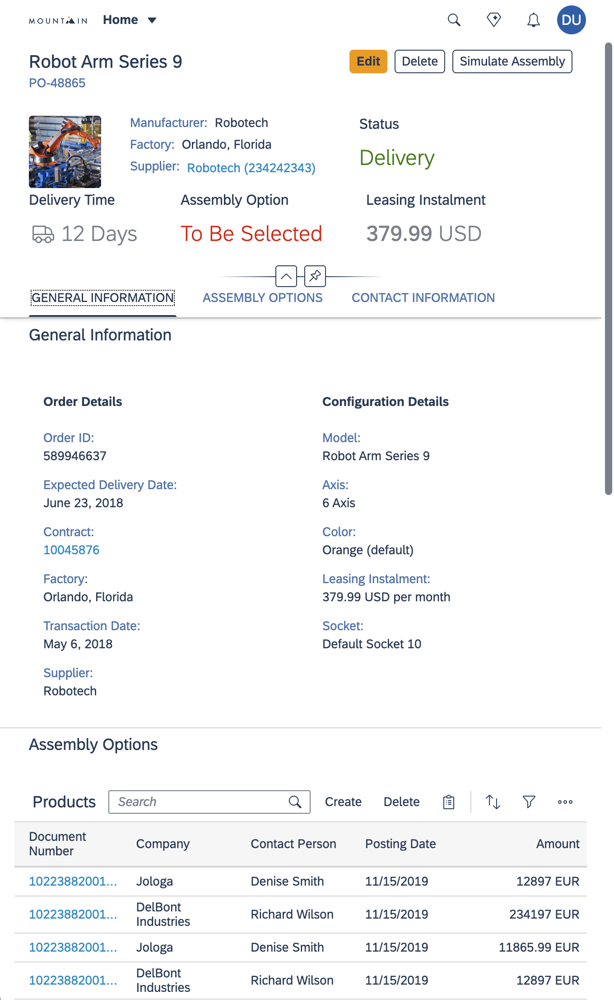 MOUNTAIN Home
DU
Robot Arm Series 9
PO-48865
Edit
Delete
Simulate Assembly
Manufacturer: Robotech
Factory: Orlando, Florida
Supplier: Robotech (234242343)
Status
Delivery
Delivery Time
12 Days
Assembly Option
To Be Selected
Leasing Instalment
379.99 USD
GENERAL INFORMATION
ASSEMBLY OPTIONS
CONTACT INFORMATION
General Information
Order Details
Order ID:
589946637
Expected Delivery Date:
June 23, 2018
Contract:
10045876
Factory:
Orlando, Florida
Transaction Date:
May 6, 2018
Supplier:
Robotech
Configuration Details
Model:
Robot Arm Series 9
Axis:
6 Axis
Color:
Orange (default)
Leasing Instalment:
379.99 USD per month
Socket:
Default Socket 10
Assembly Options
Products
Search
Create
Delete
Document
Number
Company
Contact Person
Posting Date
Amount
10223882001... Jologa Denise Smith 11/15/2019 12897 EUR
10223882001... DelBont
Industries Richard Wilson 11/15/2019 234197 EUR
10223882001... Jologa Denise Smith 11/15/2019 11865.99 EUR
10223882001... DelBont
Industries Richard Wilson 11/15/2019 12897 EUR